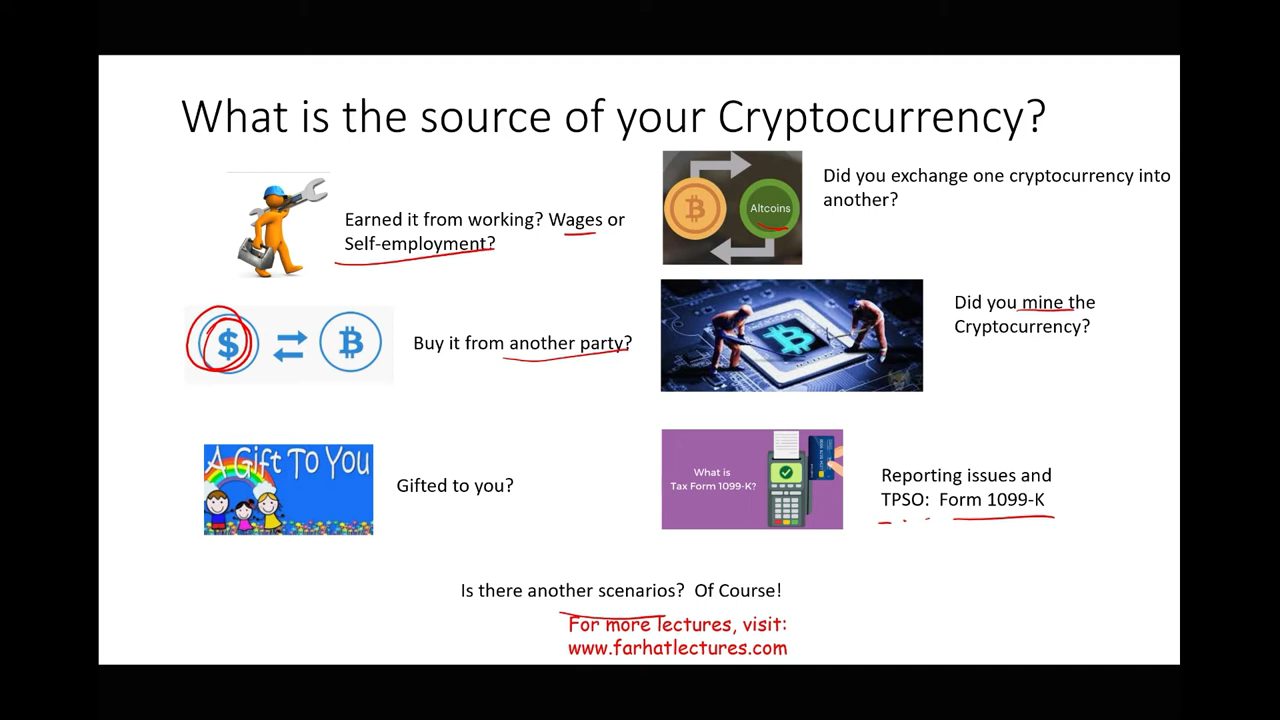 What is the source of your Cryptocurrency?
Earned it from working? Wages or
Self-employment?
Buy it from another party?
A Gift To You
Gifted to you?
Altcoins
Did you exchange one cryptocurrency into
another?
Did you mine the
Cryptocurrency?
What is
Tax Form 1099-K?
Reporting issues and
TPSO: Form 1099-K
Is there another scenarios? Of Course!
For more lectures, visit:
www.farhatlectures.com